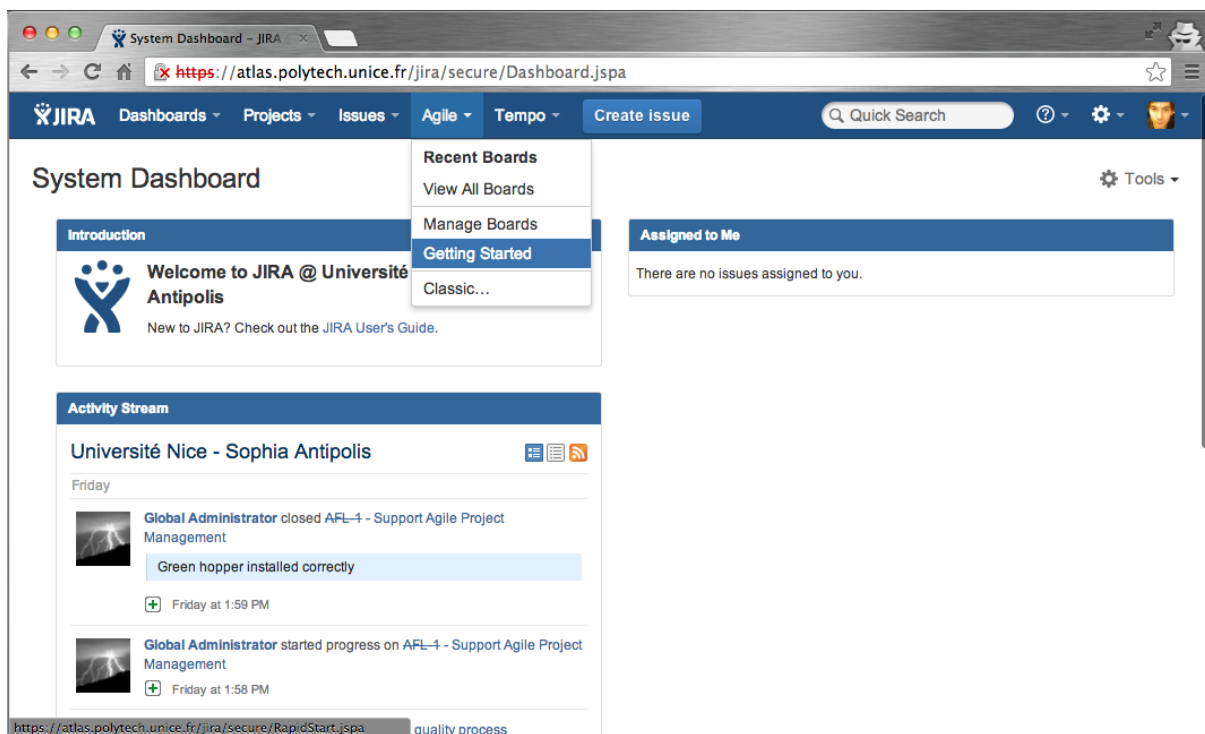 System Dashboard – JIRA
https://atlas.polytech.unice.fr/jira/secure/Dashboard.jspa
JIRA Dashboards Projects Issues Agile Tempo Create issue Quick Search
Recent Boards
View All Boards
Manage Boards
Getting Started
Classic...
System Dashboard
Tools
Introduction
Welcome to JIRA @ Université
Antipolis
New to JIRA? Check out the JIRA User's Guide.
Assigned to Me
There are no issues assigned to you.
Activity Stream
Université Nice - Sophia Antipolis
Friday
Global Administrator closed AFL-1 - Support Agile Project
Management
Green hopper installed correctly
Friday at 1:59 PM
Global Administrator started progress on AFL-1 - Support Agile Project
Management
Friday at 1:58 PM
https://atlas.polytech.unice.fr/jira/secure/RapidStart.jspa
quality process